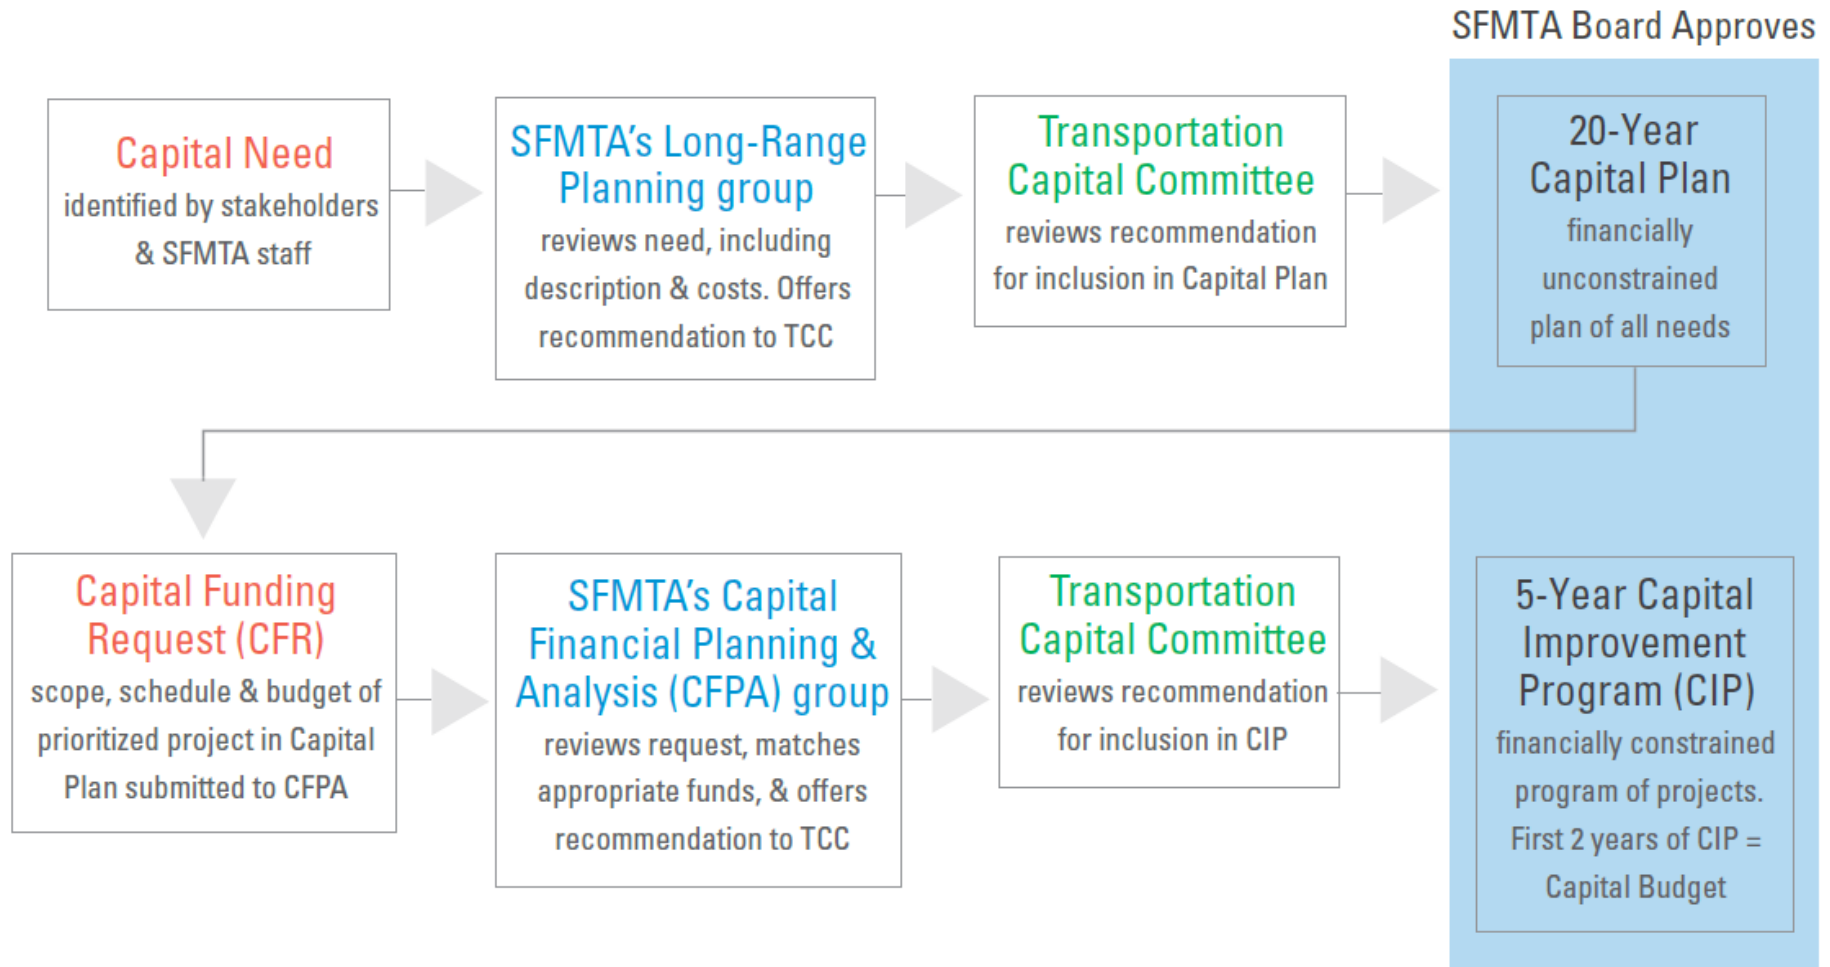 SFMTA Board Approves
Capital Need
identified by stakeholders
& SFMTA staff
SFMTA's Long-Range
Planning group
reviews need, including
description & costs. Offers
recommendation to TCC
Transportation
Capital Committee
reviews recommendation
for inclusion in Capital Plan
20-Year
Capital Plan
financially
unconstrained
plan of all needs
Capital Funding
Request (CFR)
scope, schedule & budget of
prioritized project in Capital
Plan submitted to CFPA
SFMTA's Capital
Financial Planning &
Analysis (CFPA) group
reviews request, matches
appropriate funds, & offers
recommendation to TCC
Transportation
Capital Committee
reviews recommendation
for inclusion in CIP
5-Year Capital
Improvement
Program (CIP)
financially constrained
program of projects.
First 2 years of CIP =
Capital Budget